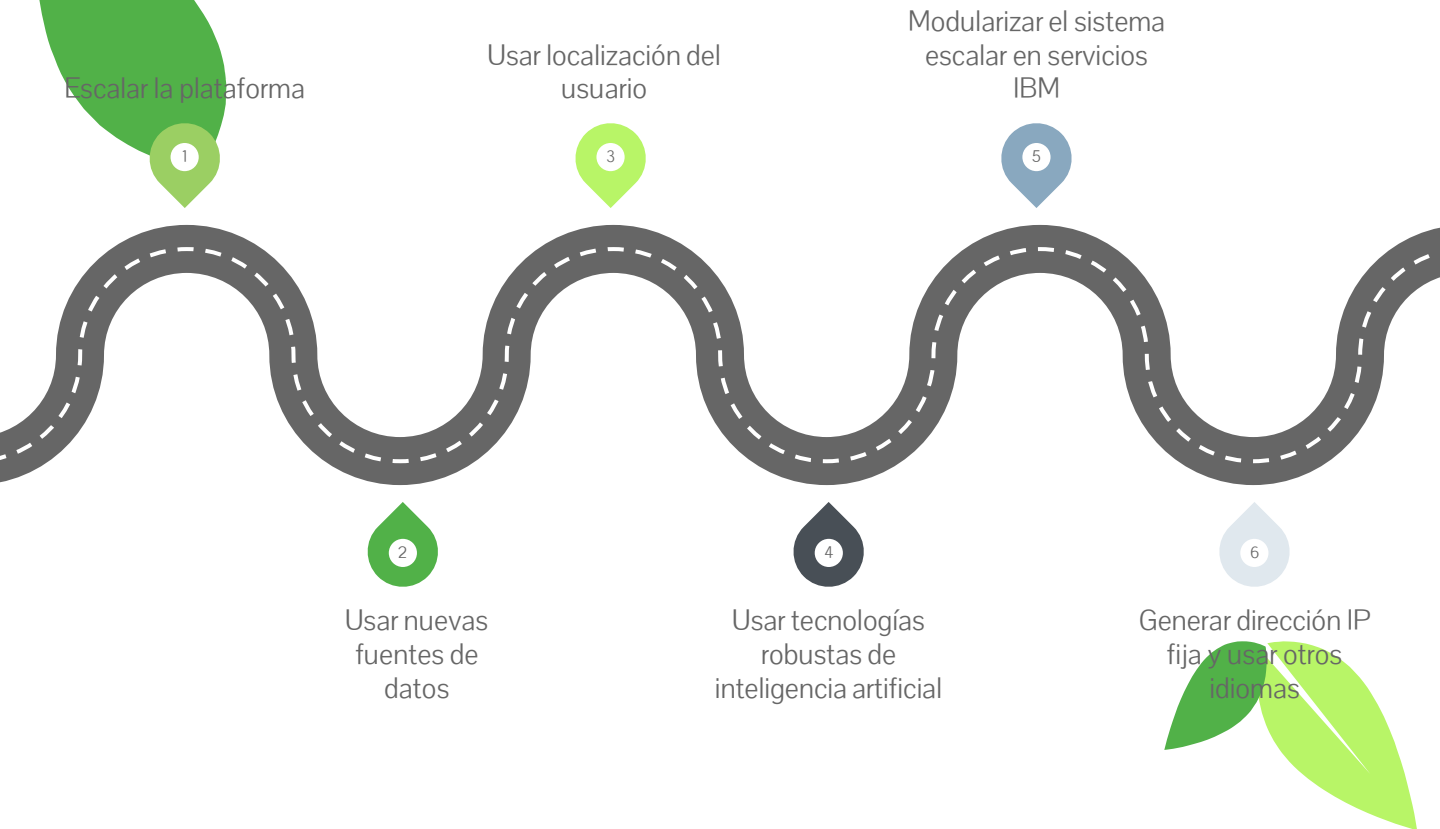 Escalar la plataforma
1
Usar nuevas
fuentes de
datos
2
Usar localización del
usuario
3
Usar tecnologías
robustas de
inteligencia artificial
4
Modularizar el sistema
escalar en servicios
IBM
5
Generar dirección IP
fija y usar otros
idiomas
6